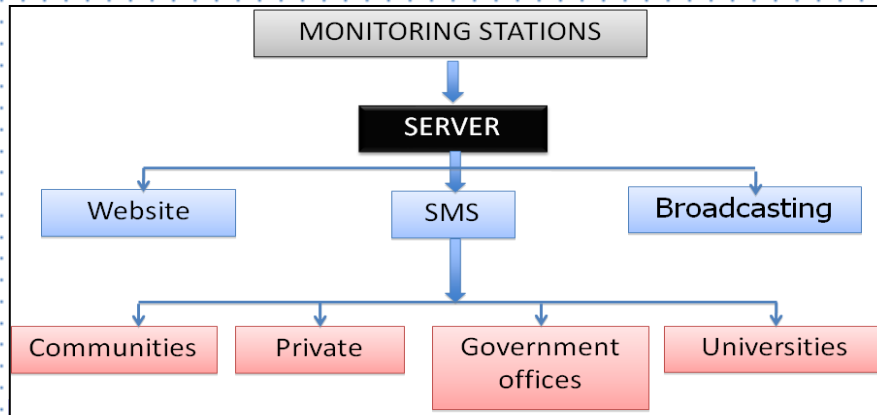 MONITORING STATIONS
SERVER
Website
SMS
Broadcasting
Communities
Private
Government
offices
Universities